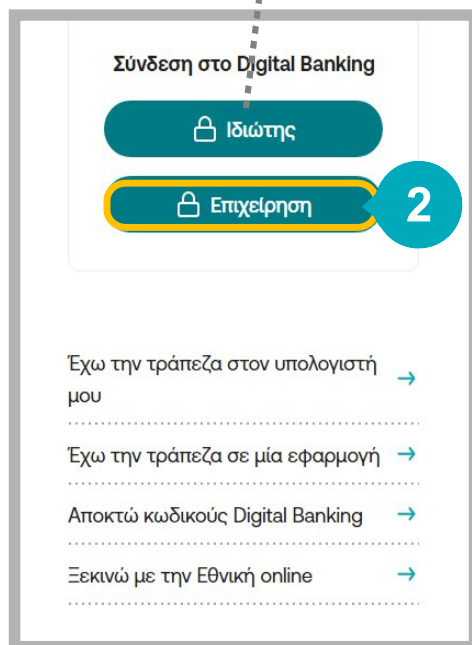 Σύνδεση στο Digital Banking
Ιδιώτης
Επιχείρηση
2
Έχω την τράπεζα στον υπολογιστή
μου
Έχω την τράπεζα σε μία εφαρμογή
Αποκτώ κωδικούς Digital Banking
Ξεκινώ με την Εθνική online